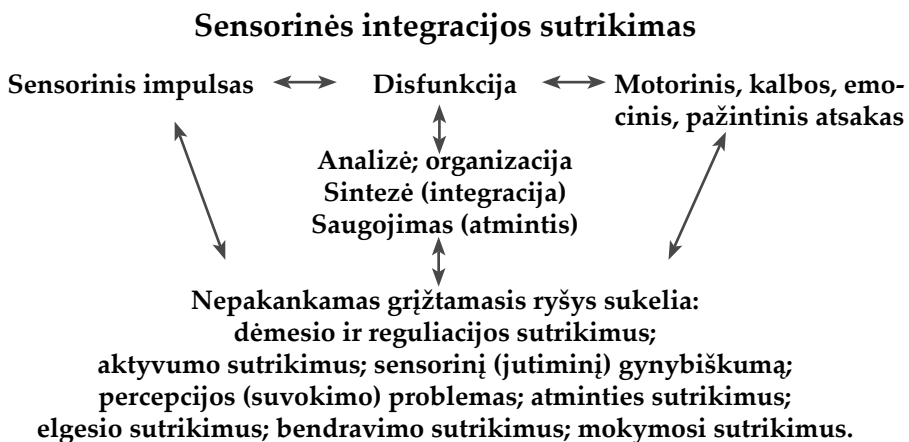 Sensorinės integracijos sutrikimas
Sensorinis impulsas
Disfunkcija
Motorinis, kalbos, emo-
cinis, pažintinis atsakas
Analizė; organizacija
Sintezė (integracija)
Saugojimas (atmintis)
Nepakankamas grįžtamasis ryšys sukelia:
dėmesio ir reguliacijos sutrikimus;
aktyvumo sutrikimus; sensorinį (jutiminį) gynybiškumą;
percepcijos (suvokimo) problemas; atminties sutrikimus;
elgesio sutrikimus; bendravimo sutrikimus; mokymosi sutrikimus.